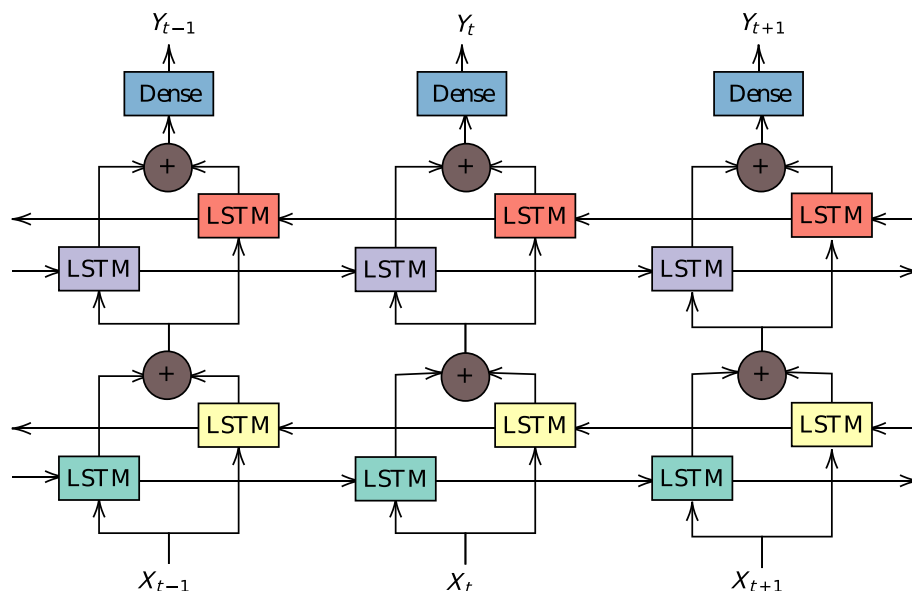 Y_{t−1} Y_t Y_{t+1}
Dense Dense Dense
+ + +
LSTM LSTM LSTM
LSTM LSTM LSTM
+ + +
LSTM LSTM LSTM
LSTM LSTM LSTM
X_{t−1} X_t X_{t+1}